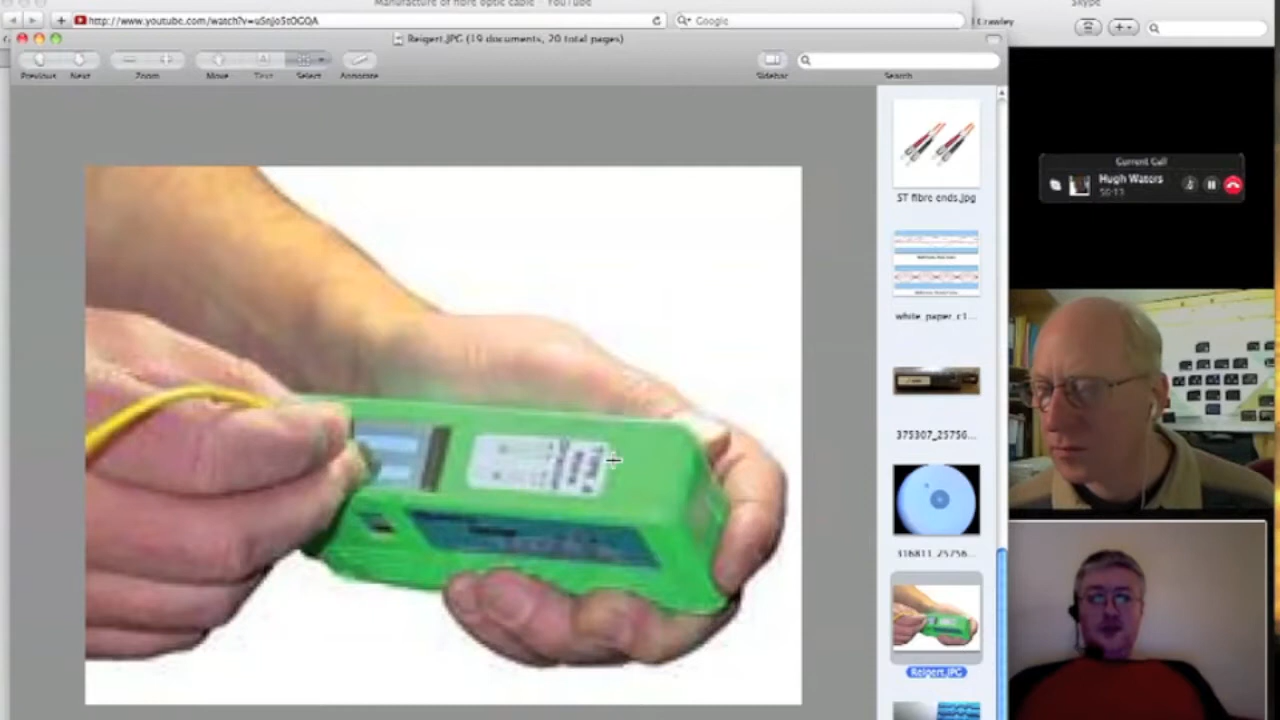 Manufacture of fibre optic cable - YouTube
Skype
http://www.youtube.com/watch?v=uSnjo5tOGQA
Google
Crawley
Reigert.JPG (19 documents, 20 total pages)
Previous Next Zoom Move Text Select Annotate Sidebar Search
ST fibre ends.jpg
white_paper_c1...
375307_25756...
316811_25756...
Reigert.JPG
Current Call
Hugh Waters